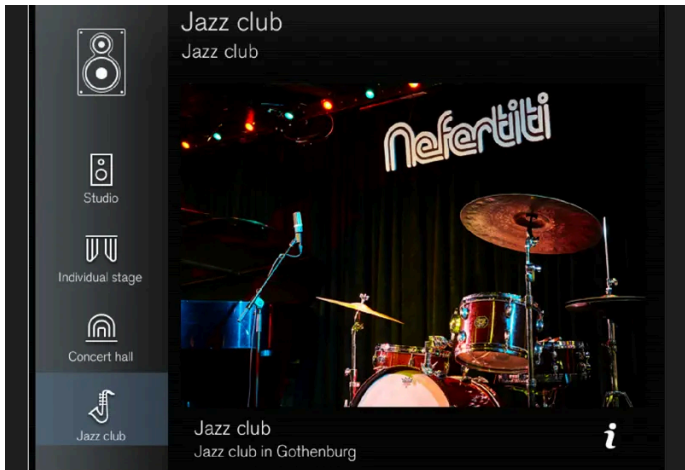 Jazz club
Jazz club
Nefertiti
Studio
Individual stage
Concert hall
Jazz club
Jazz club
Jazz club in Gothenburg
i